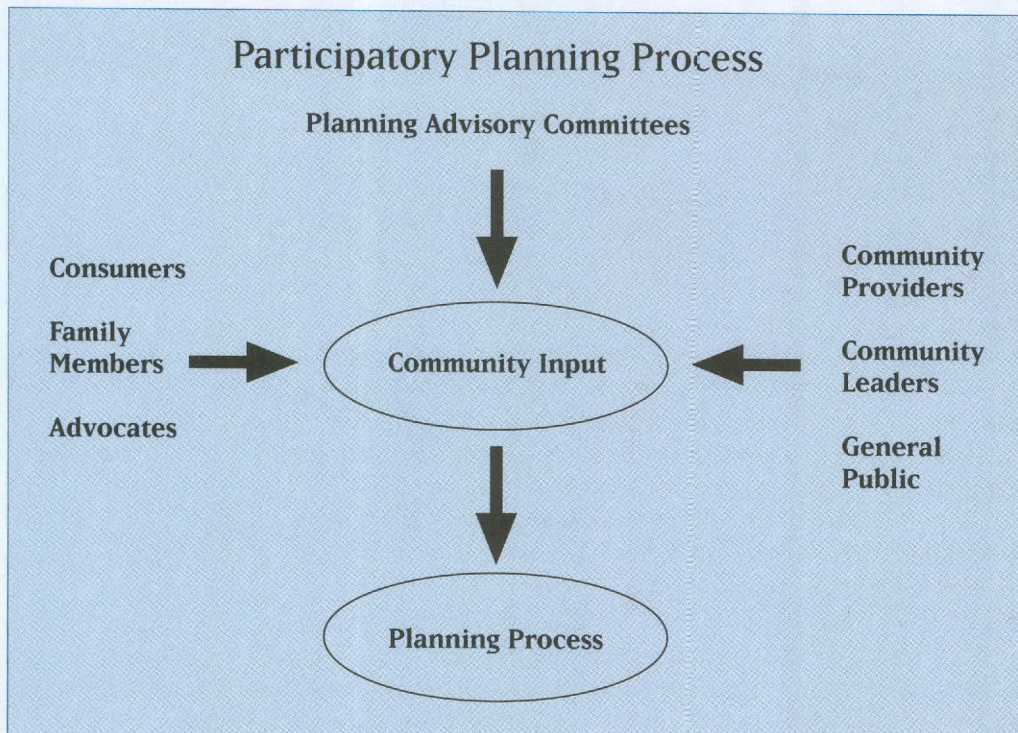 Participatory Planning Process
Planning Advisory Committees
Consumers
Family
Members
Advocates
Community Input
Community
Providers
Community
Leaders
General
Public
Planning Process